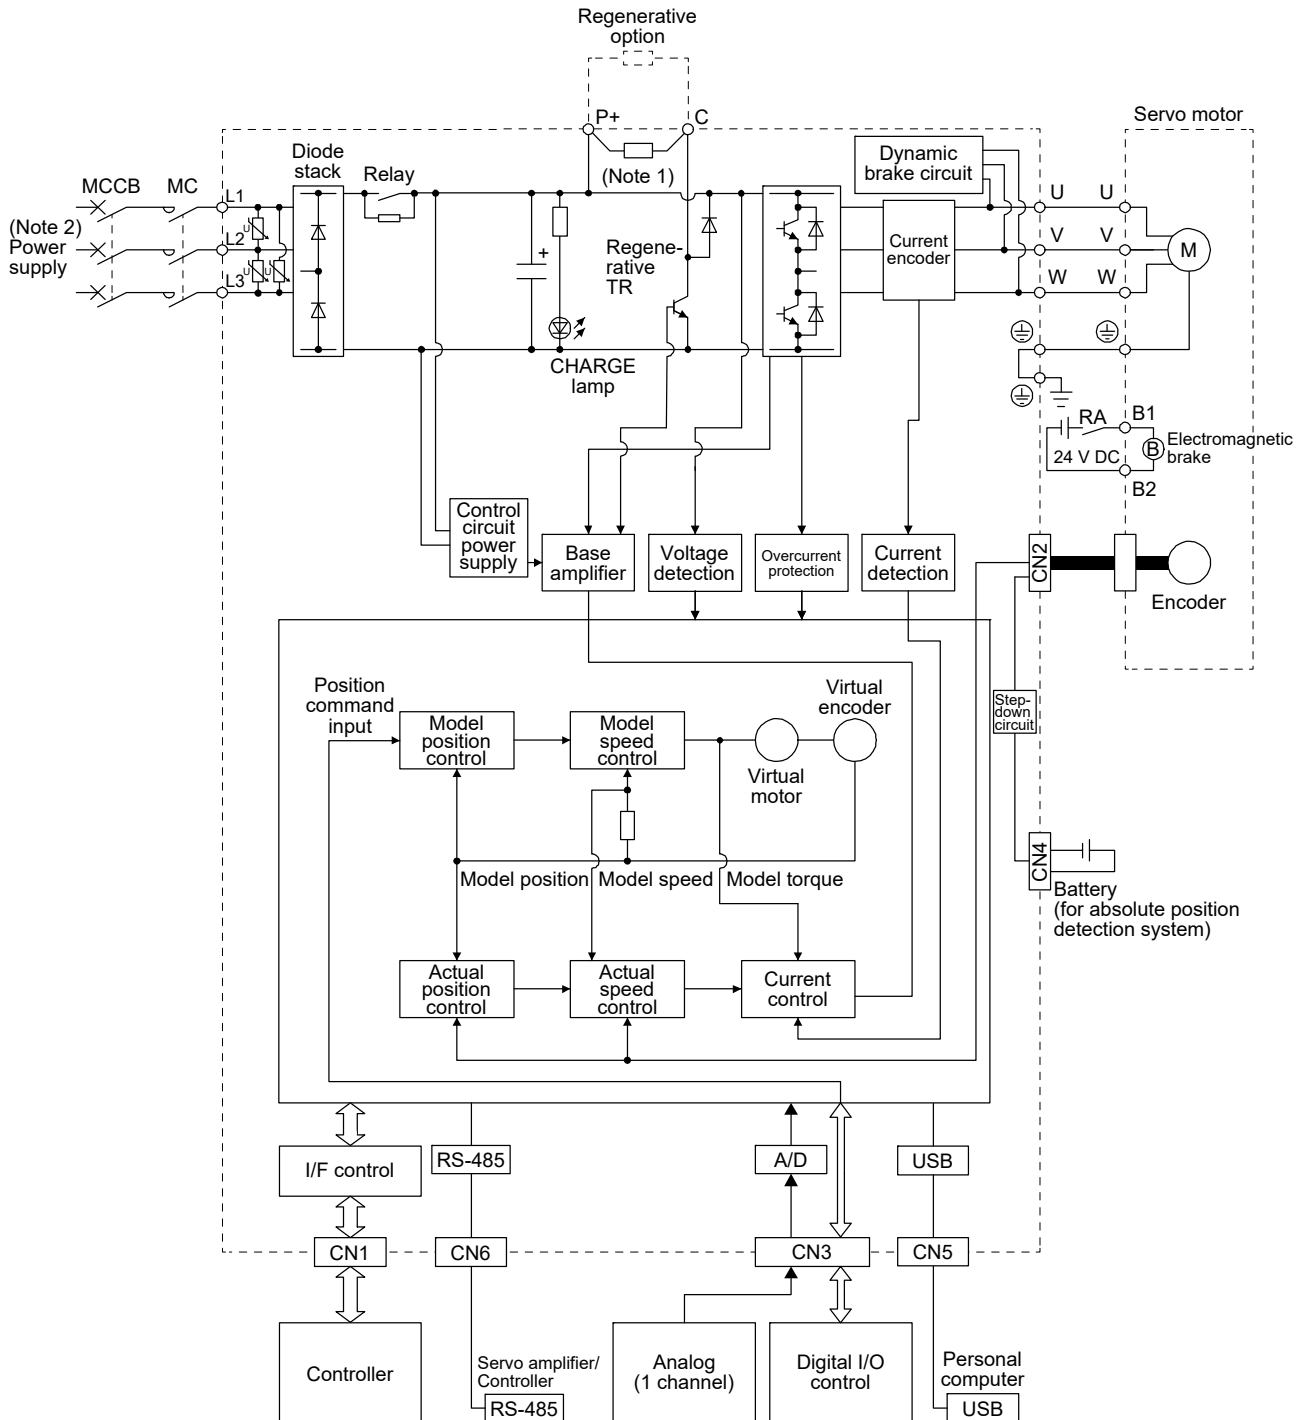 Regenerative
option
P+
C
Servo motor
Diode
stack
Relay
(Note 1)
Dynamic
brake circuit
MCCB
MC
L1
U
U
(Note 2)
Power
supply
U
L2
Regene-
rative
TR
+
Current
encoder
V
V
M
U
U
L3
W
W
CHARGE
lamp
RA
B1
24 V DC
B
Electromagnetic
brake
B2
Control
circuit
power
supply
Base
amplifier
Voltage
detection
Overcurrent
protection
Current
detection
CN2
Encoder
Position
command
input
Virtual
encoder
Model
position
control
Model
speed
control
Virtual
motor
Step-
down
circuit
Model position
Model speed
Model torque
CN4
Battery
(for absolute position
detection system)
Actual
position
control
Actual
speed
control
Current
control
I/F control
RS-485
A/D
USB
CN1
CN6
CN3
CN5
Controller
Servo amplifier/
Controller
RS-485
Analog
(1 channel)
Digital I/O
control
Personal
computer
USB